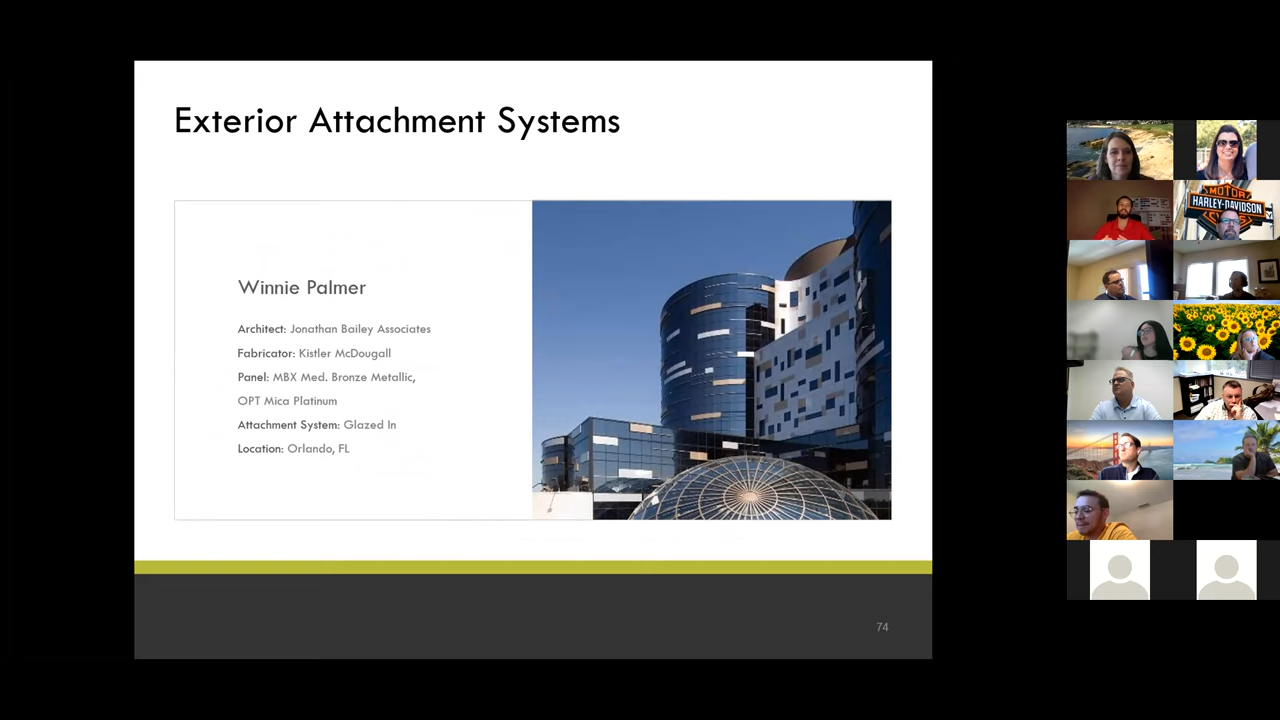 Exterior Attachment Systems
Winnie Palmer
Architect: Jonathan Bailey Associates
Fabricator: Kistler McDougall
Panel: MBX Med. Bronze Metallic,
OPT Mica Platinum
Attachment System: Glazed In
Location: Orlando, FL
74
MOTOR
HARLEY-DAVIDSON